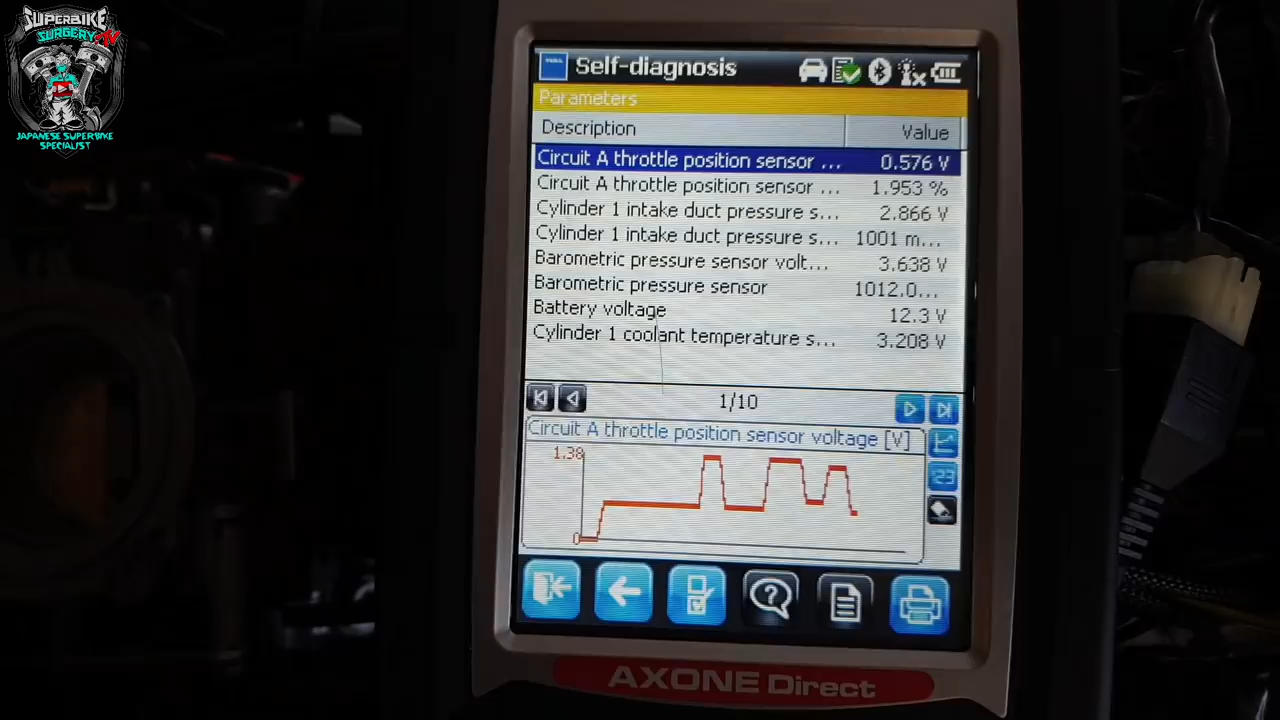 SUPERBIKE
SURGERY TV
JAPANESE SUPERBIKE
SPECIALIST
Self-diagnosis
Parameters
Description Value
Circuit A throttle position sensor ... 0.576 V
Circuit A throttle position sensor ... 1.953 %
Cylinder 1 intake duct pressure s... 2.866 V
Cylinder 1 intake duct pressure s... 1001 m...
Barometric pressure sensor volt... 3.638 V
Barometric pressure sensor 1012.0...
Battery voltage 12.3 V
Cylinder 1 coolant temperature s... 3.208 V
1/10
Circuit A throttle position sensor voltage [V]
1.38
123
0
AXONE Direct